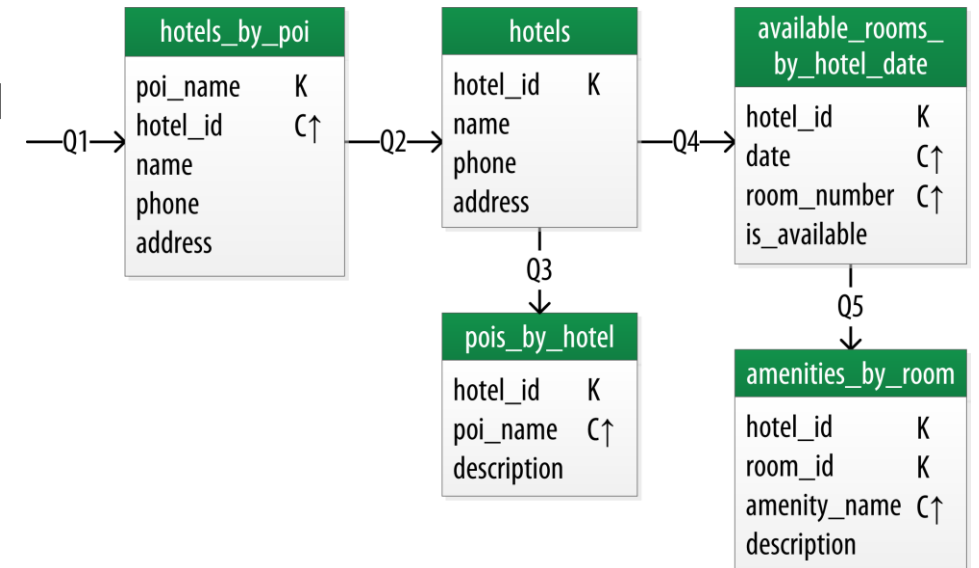 hotels_by_poi
poi_name K
hotel_id C↑
name
phone
address
Q1
Q2
hotels
hotel_id K
name
phone
address
Q3
pois_by_hotel
hotel_id K
poi_name C↑
description
Q4
available_rooms_
by_hotel_date
hotel_id K
date C↑
room_number C↑
is_available
Q5
amenities_by_room
hotel_id K
room_id K
amenity_name C↑
description